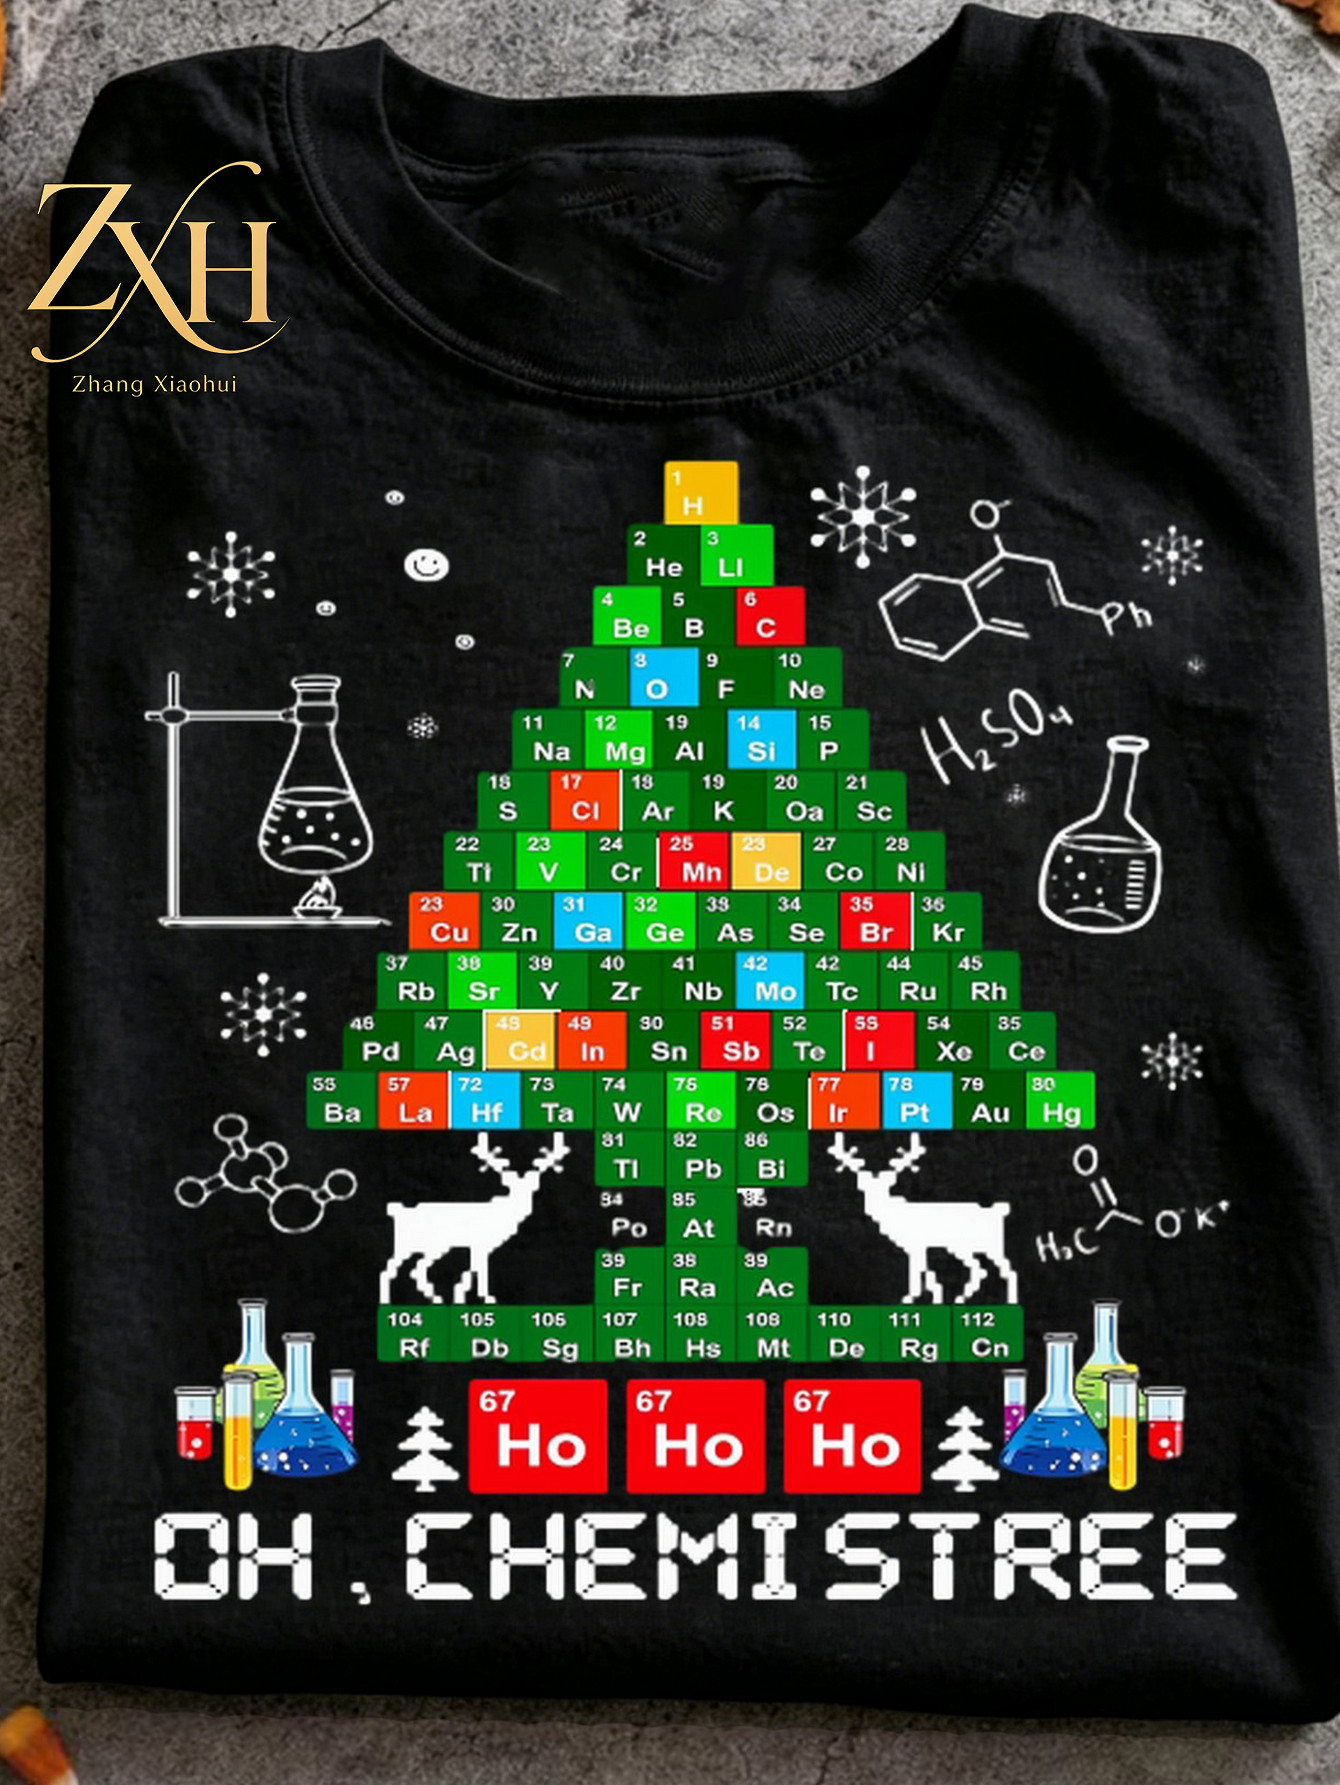 ZXH
Zhang Xiaohui
1 H
2 He 3 LI
4 Be 5 B 6 C
7 N 8 O 9 F 10 Ne
11 Na 12 Mg 19 Al 14 Si 15 P
18 S 17 Cl 18 Ar 19 K 20 Oa 21 Sc
22 Ti 23 V 24 Cr 25 Mn 23 De 27 Co 28 Ni
23 Cu 30 Zn 31 Ga 32 Ge 39 As 34 Se 35 Br 36 Kr
37 Rb 38 Sr 39 Y 40 Zr 41 Nb 42 Mo 42 Tc 44 Ru 45 Rh
46 Pd 47 Ag 48 Cd 49 In 30 Sn 51 Sb 52 Te I 54 Xe 35 Ce
Ba 57 La 72 Hf 73 Ta 74 W 75 Re 76 Os 77 Ir 78 Pt 79 Au 80 Hg
81 Tl 82 Pb 86 Bi
84 Po 85 At Rn
39 Fr 38 Ra 89 Ac
104 Rf 105 Db 106 Sg 107 Bh 108 Hs 108 Mt 110 De 111 Rg 112 Cn
67 Ho 67 Ho 67 Ho
OH, CHEMISTREE
O⁻
Ph
H₂SO₄
O
H₃C O⁻K⁺